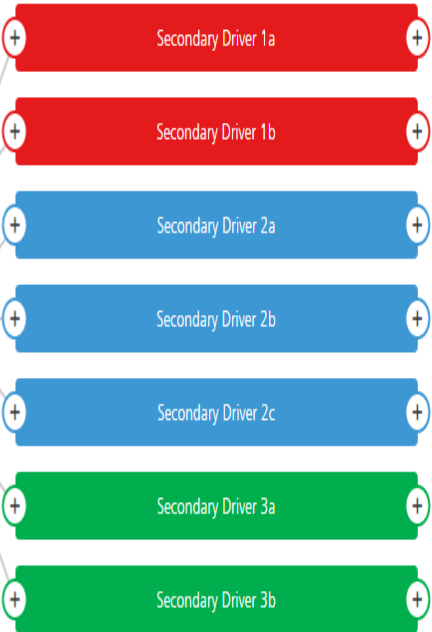 + Secondary Driver 1a +
+ Secondary Driver 1b +
+ Secondary Driver 2a +
+ Secondary Driver 2b +
+ Secondary Driver 2c +
+ Secondary Driver 3a +
+ Secondary Driver 3b +